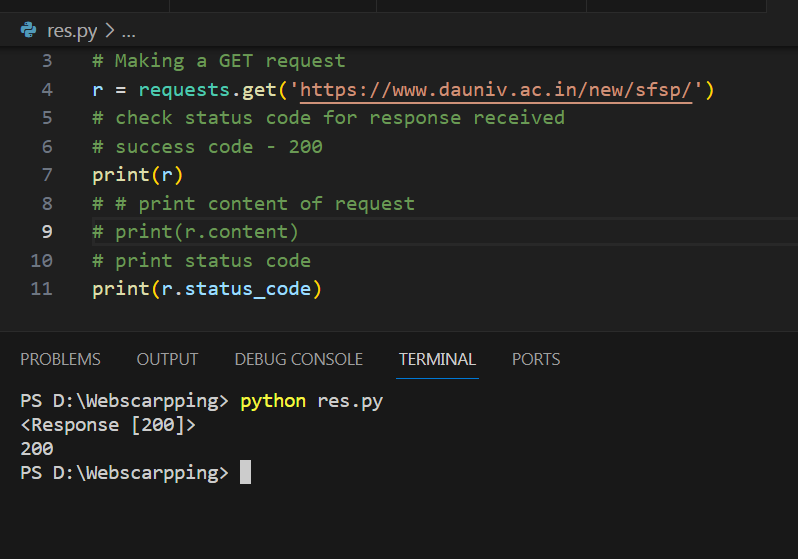 res.py > ...
3 # Making a GET request
4 r = requests.get('https://www.dauniv.ac.in/new/sfsp/')
5 # check status code for response received
6 # success code - 200
7 print(r)
8 # # print content of request
9 # print(r.content)
10 # print status code
11 print(r.status_code)
PROBLEMS OUTPUT DEBUG CONSOLE TERMINAL PORTS
PS D:\Webscarpping> python res.py
<Response [200]>
200
PS D:\Webscarpping>